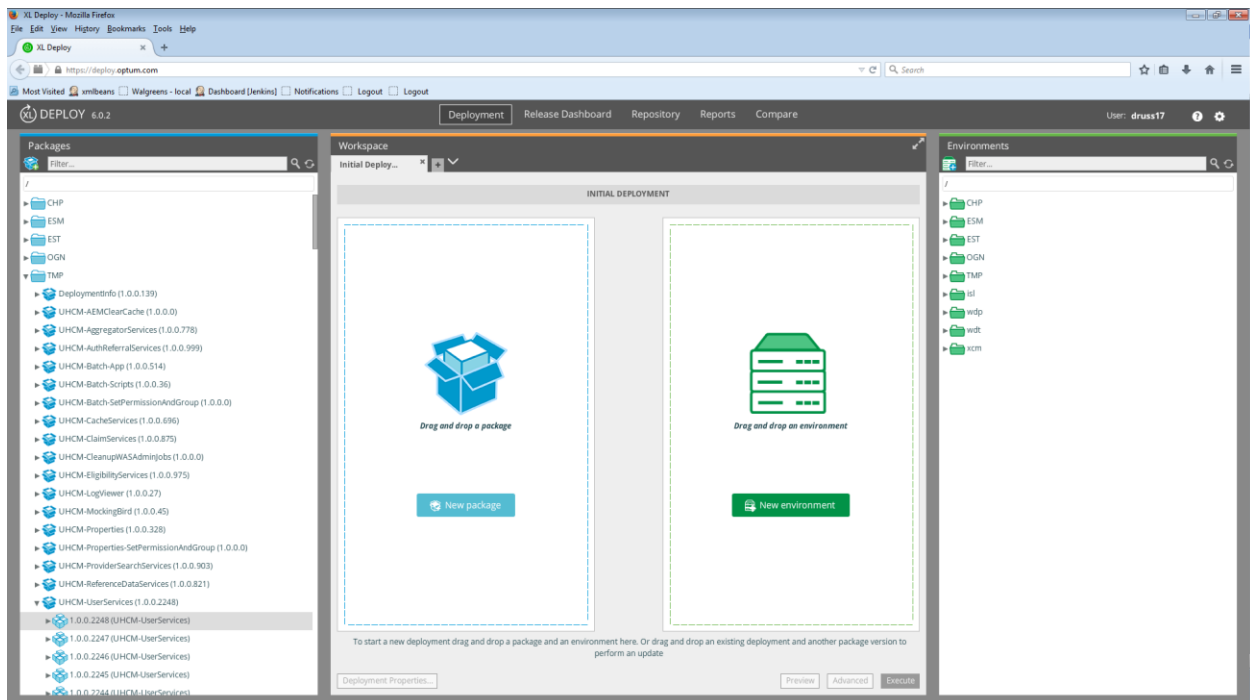 XL Deploy - Mozilla Firefox
File Edit View History Bookmarks Tools Help
XL Deploy × +
https://deploy.optum.com
Search
Most Visited xmlbeans Walgreens - local Dashboard [Jenkins] Notifications Logout Logout
XL DEPLOY 6.0.2 Deployment Release Dashboard Repository Reports Compare User: druss17
Packages
Filter...
/
CHP
ESM
EST
OGN
TMP
DeploymentInfo (1.0.0.139)
UHCM-AEMClearCache (1.0.0.0)
UHCM-AggregatorServices (1.0.0.778)
UHCM-AuthReferralServices (1.0.0.999)
UHCM-Batch-App (1.0.0.514)
UHCM-Batch-Scripts (1.0.0.36)
UHCM-Batch-SetPermissionAndGroup (1.0.0.0)
UHCM-CacheServices (1.0.0.696)
UHCM-ClaimServices (1.0.0.875)
UHCM-CleanupWASAdminJobs (1.0.0.0)
UHCM-EligibilityServices (1.0.0.975)
UHCM-LogViewer (1.0.0.27)
UHCM-MockingBird (1.0.0.45)
UHCM-Properties (1.0.0.328)
UHCM-Properties-SetPermissionAndGroup (1.0.0.0)
UHCM-ProviderSearchServices (1.0.0.903)
UHCM-ReferenceDataServices (1.0.0.821)
UHCM-UserServices (1.0.0.2248)
1.0.0.2248 (UHCM-UserServices)
1.0.0.2247 (UHCM-UserServices)
1.0.0.2246 (UHCM-UserServices)
1.0.0.2245 (UHCM-UserServices)
1.0.0.2244 (UHCM-UserServices)
Workspace
Initial Deploy... × +
INITIAL DEPLOYMENT
Drag and drop a package
New package
Drag and drop an environment
New environment
To start a new deployment drag and drop a package and an environment here. Or drag and drop an existing deployment and another package version to
perform an update
Deployment Properties... Preview Advanced Execute
Environments
Filter...
/
CHP
ESM
EST
OGN
TMP
isl
wdp
wdt
xcm